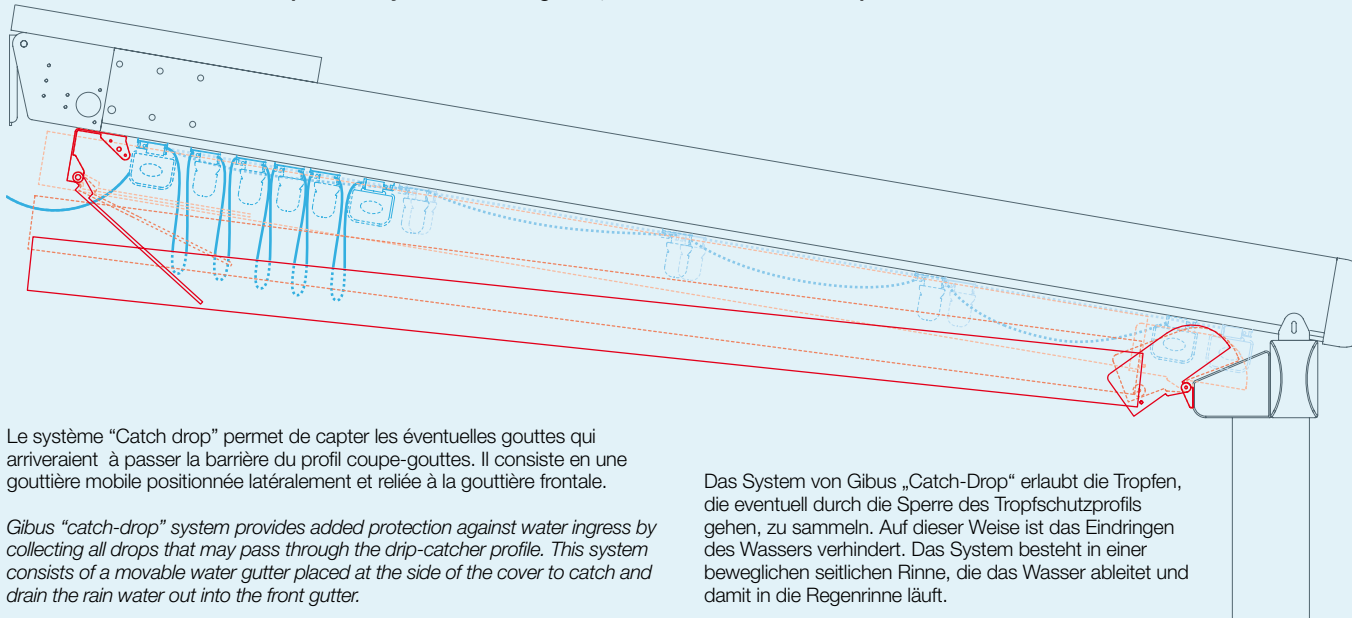 Le système “Catch drop” permet de capter les éventuelles gouttes qui
arriveraient à passer la barrière du profil coupe-gouttes. Il consiste en une
gouttière mobile positionnée latéralement et reliée à la gouttière frontale.
Gibus “catch-drop” system provides added protection against water ingress by
collecting all drops that may pass through the drip-catcher profile. This system
consists of a movable water gutter placed at the side of the cover to catch and
drain the rain water out into the front gutter.
Das System von Gibus „Catch-Drop“ erlaubt die Tropfen,
die eventuell durch die Sperre des Tropfschutzprofils
gehen, zu sammeln. Auf dieser Weise ist das Eindringen
des Wassers verhindert. Das System besteht in einer
beweglichen seitlichen Rinne, die das Wasser ableitet und
damit in die Regenrinne läuft.